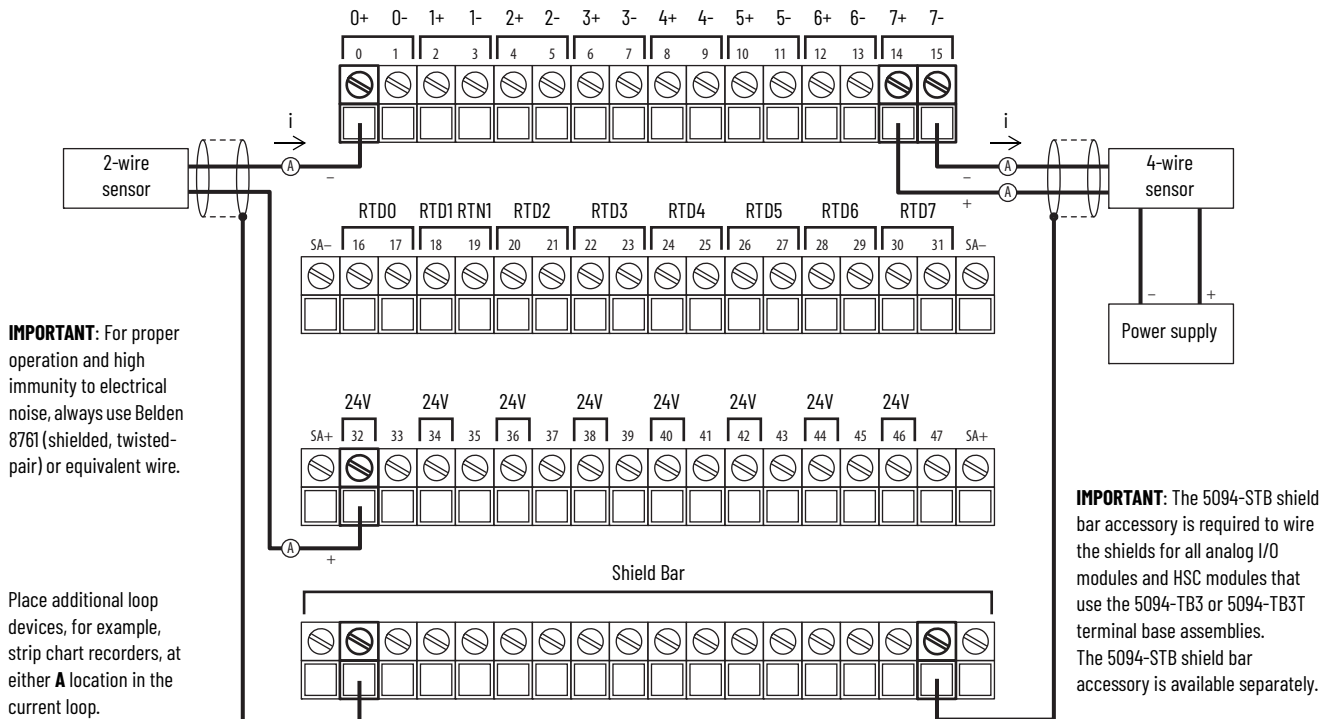 0+ 0- 1+ 1- 2+ 2- 3+ 3- 4+ 4- 5+ 5- 6+ 6- 7+ 7-
0 1 2 3 4 5 6 7 8 9 10 11 12 13 14 15
i
i
2-wire
sensor
A
–
A
–
A
+
4-wire
sensor
RTD0 RTD1 RTN1 RTD2 RTD3 RTD4 RTD5 RTD6 RTD7
SA– 16 17 18 19 20 21 22 23 24 25 26 27 28 29 30 31 SA–
– +
Power supply
IMPORTANT: For proper
operation and high
immunity to electrical
noise, always use Belden
8761 (shielded, twisted-
pair) or equivalent wire.
24V 24V 24V 24V 24V 24V 24V 24V
SA+ 32 33 34 35 36 37 38 39 40 41 42 43 44 45 46 47 SA+
A
+
IMPORTANT: The 5094-STB shield
bar accessory is required to wire
the shields for all analog I/O
modules and HSC modules that
use the 5094-TB3 or 5094-TB3T
terminal base assemblies.
The 5094-STB shield bar
accessory is available separately.
Shield Bar
Place additional loop
devices, for example,
strip chart recorders, at
either A location in the
current loop.